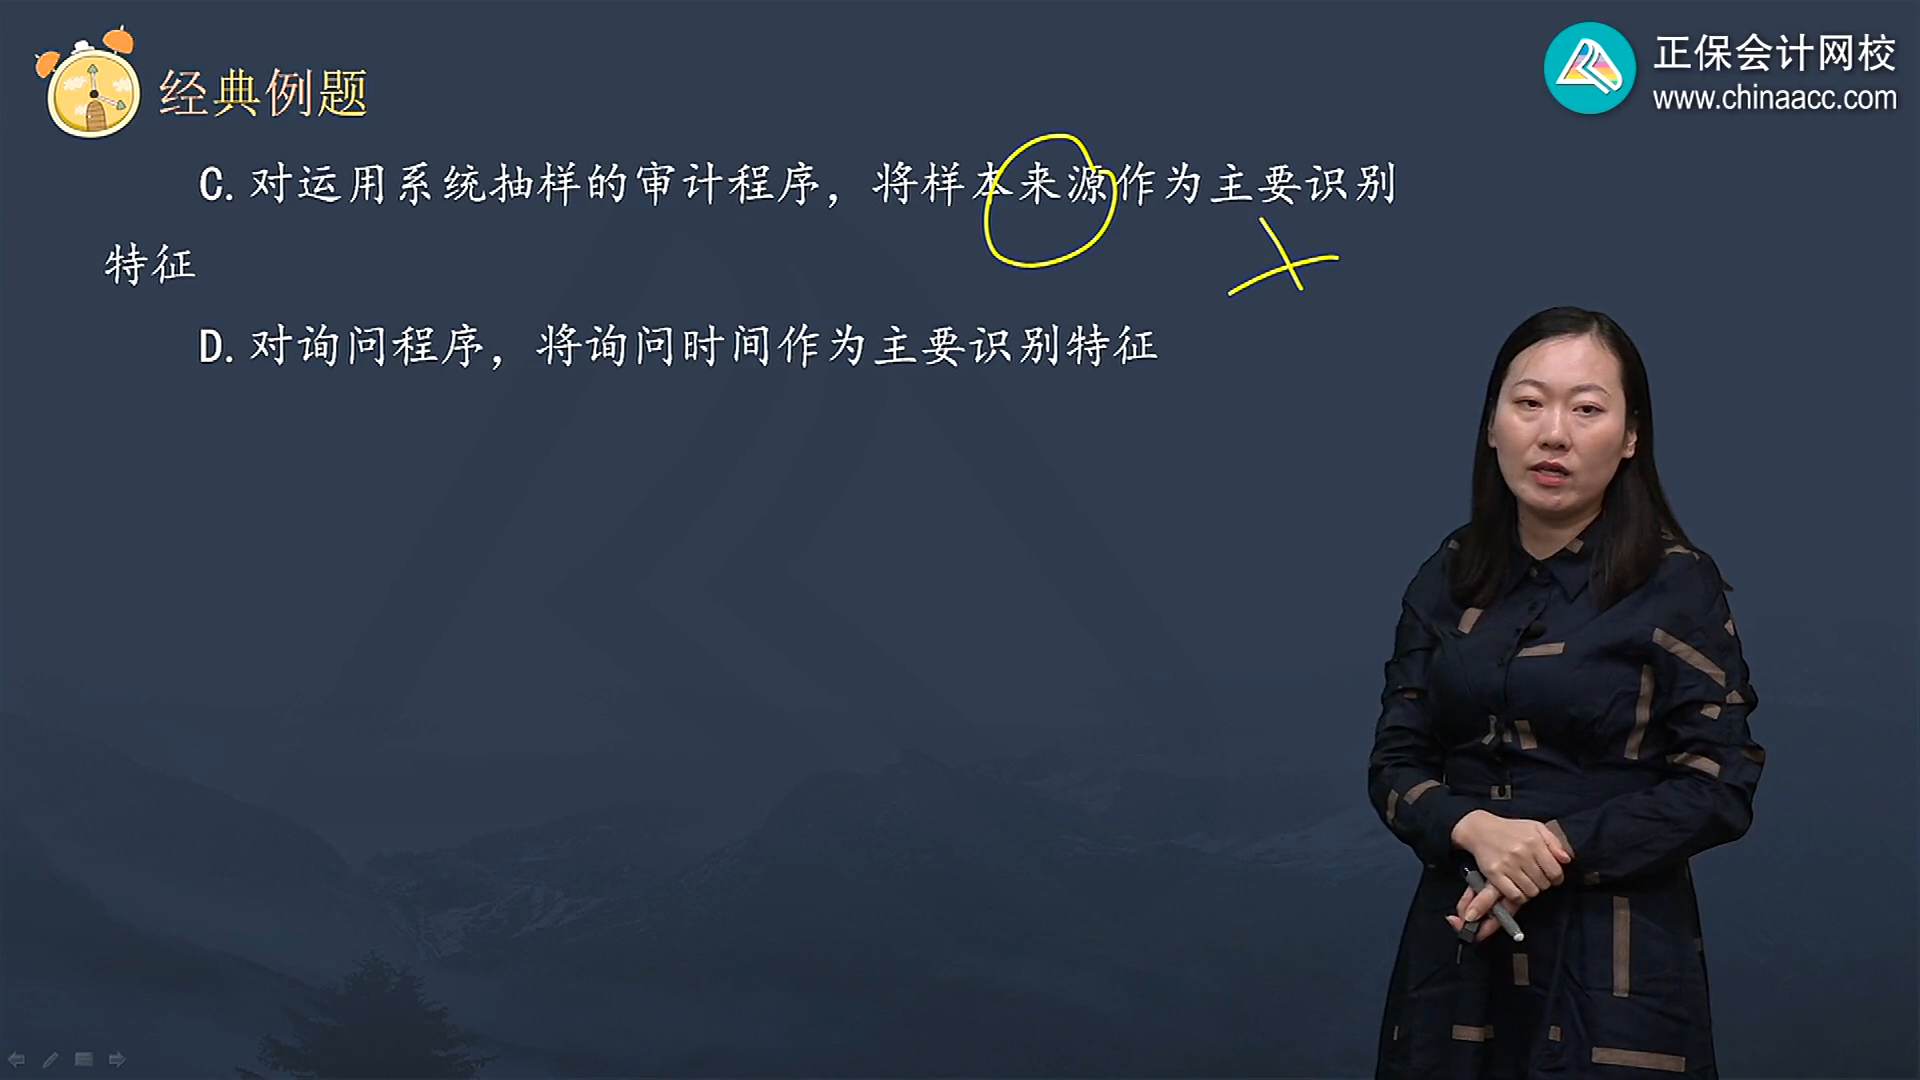 经典例题
正保会计网校
www.chinaacc.com
C. 对运用系统抽样的审计程序，将样本来源作为主要识别
特征
D. 对询问程序，将询问时间作为主要识别特征